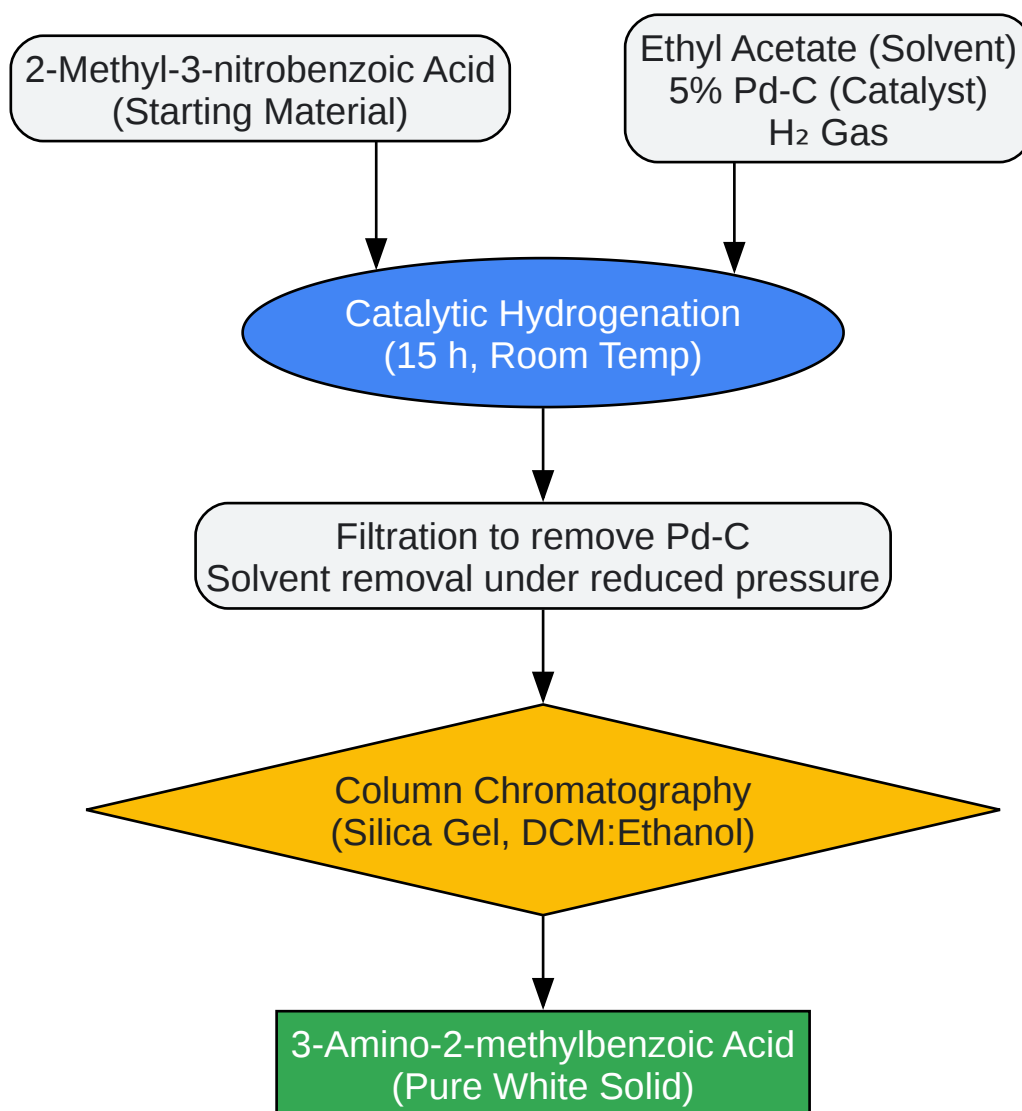 2-Methyl-3-nitrobenzoic Acid
(Starting Material)
Ethyl Acetate (Solvent)
5% Pd-C (Catalyst)
H₂ Gas
Catalytic Hydrogenation
(15 h, Room Temp)
Filtration to remove Pd-C
Solvent removal under reduced pressure
Column Chromatography
(Silica Gel, DCM:Ethanol)
3-Amino-2-methylbenzoic Acid
(Pure White Solid)